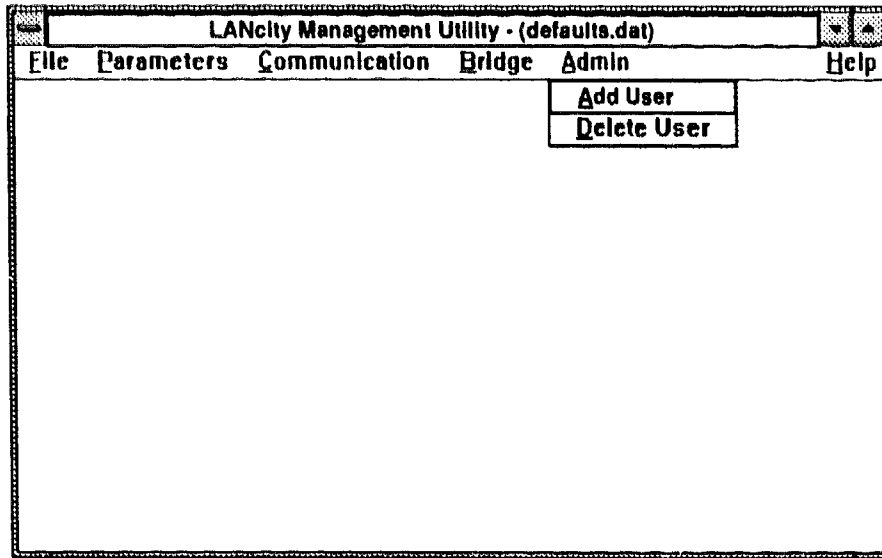 LANcity Management Utility - (defaults.dat)
File Parameters Communication Bridge Admin Help
Add User
Delete User